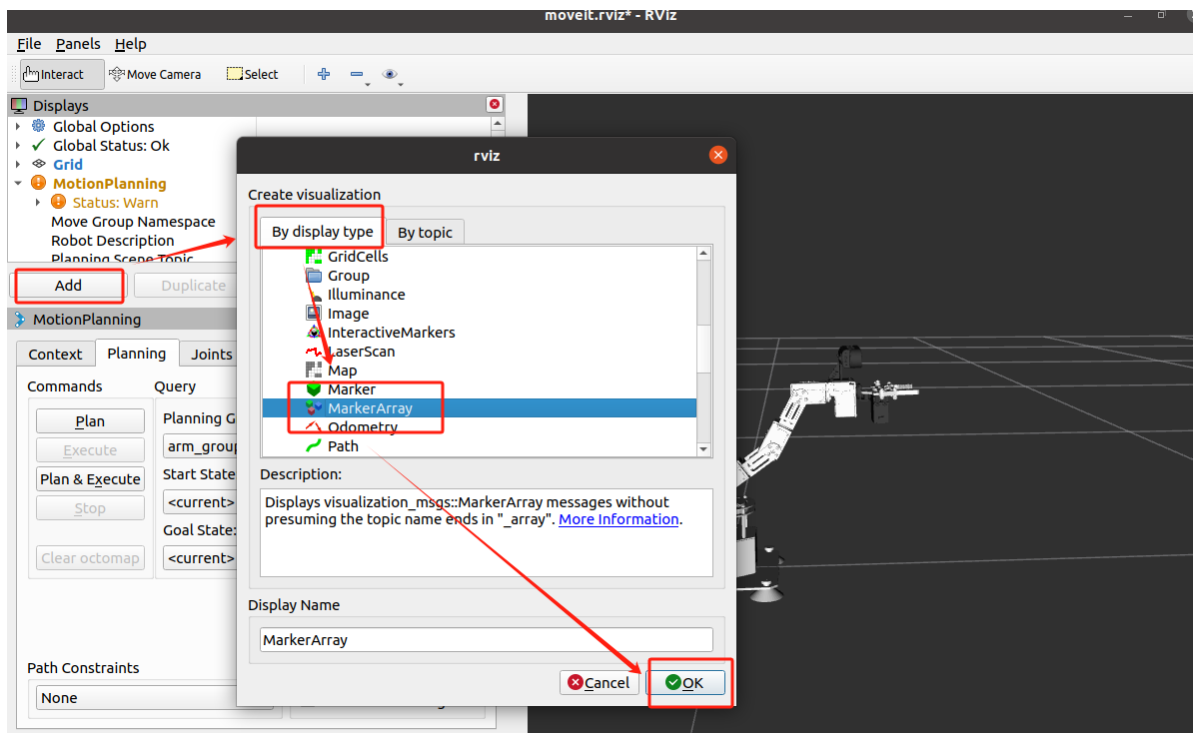 moveit.rviz* - RViz
File Panels Help
Interact Move Camera Select
Displays
Global Options
Global Status: Ok
Grid
MotionPlanning
Status: Warn
Move Group Namespace
Robot Description
Planning Scene Topic
Add Duplicate
MotionPlanning
Context Planning Joints
Commands Query
Plan Planning G
Execute arm_group
Plan & Execute Start State
Stop <current>
Goal State:
Clear octomap <current>
Path Constraints
None
rviz
Create visualization
By display type By topic
GridCells
Group
Illuminance
Image
InteractiveMarkers
LaserScan
Map
Marker
MarkerArray
Odometry
Path
Description:
Displays visualization_msgs::MarkerArray messages without
presuming the topic name ends in "_array". More Information.
Display Name
MarkerArray
Cancel OK